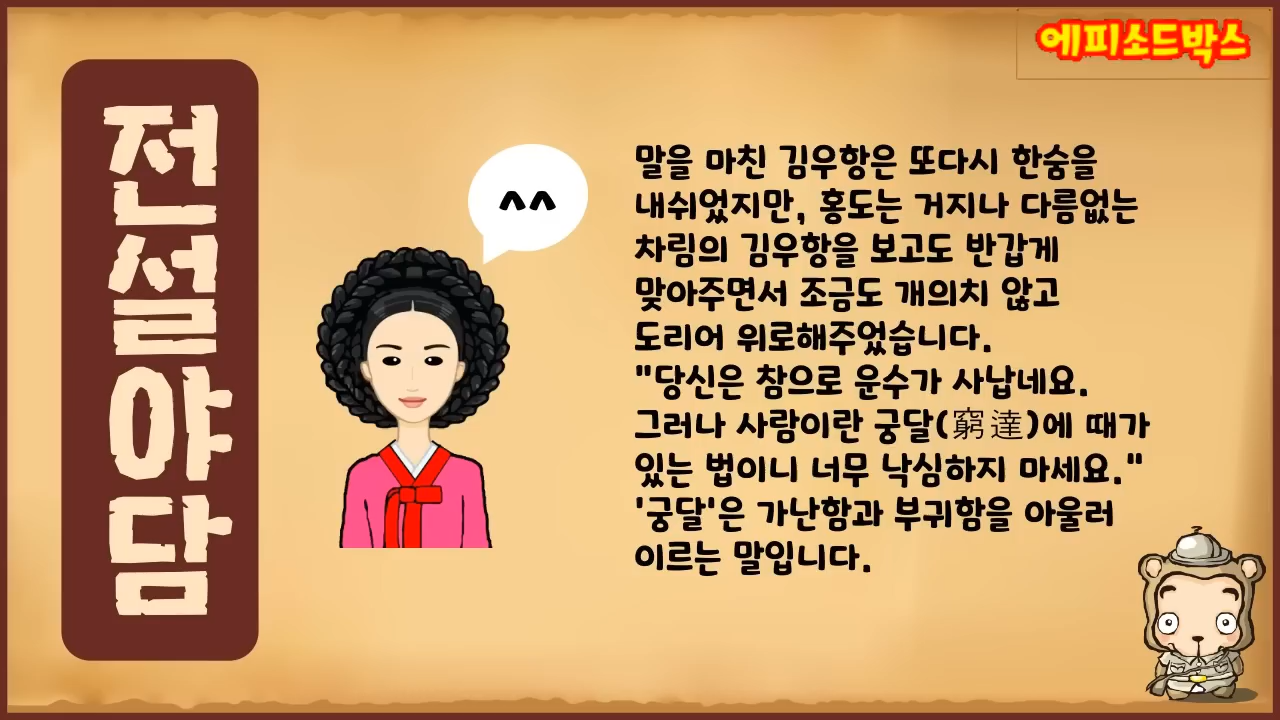 에피소드박스
전설야담
^^
말을 마친 김우항은 또다시 한숨을
내쉬었지만, 홍도는 거지나 다름없는
차림의 김우항을 보고도 반갑게
맞아주면서 조금도 개의치 않고
도리어 위로해주었습니다.
"당신은 참으로 운수가 사납네요.
그러나 사람이란 궁달(窮達)에 때가
있는 법이니 너무 낙심하지 마세요."
'궁달'은 가난함과 부귀함을 아울러
이르는 말입니다.